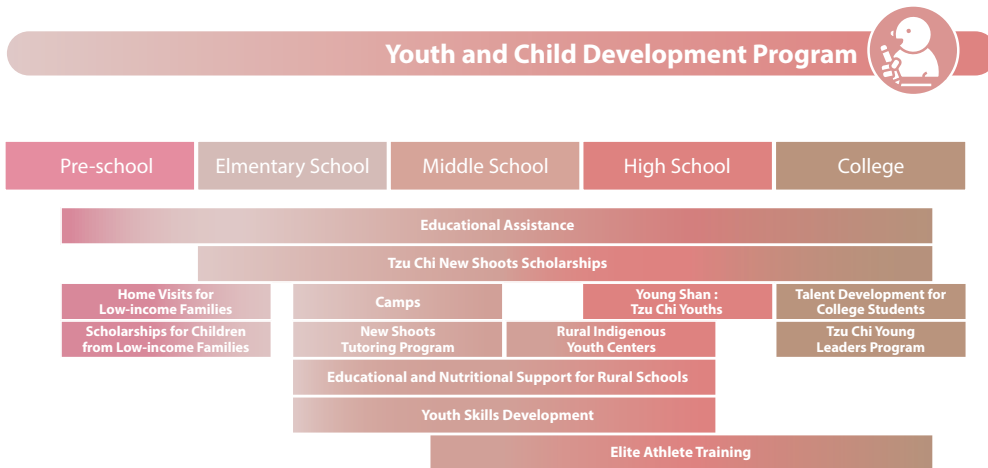 Youth and Child Development Program
Pre-school
Elmentary School
Middle School
High School
College
Educational Assistance
Tzu Chi New Shoots Scholarships
Home Visits for
Low-income Families
Camps
Young Shan :
Tzu Chi Youths
Talent Development for
College Students
Scholarships for Children
from Low-income Families
New Shoots
Tutoring Program
Rural Indigenous
Youth Centers
Tzu Chi Young
Leaders Program
Educational and Nutritional Support for Rural Schools
Youth Skills Development
Elite Athlete Training